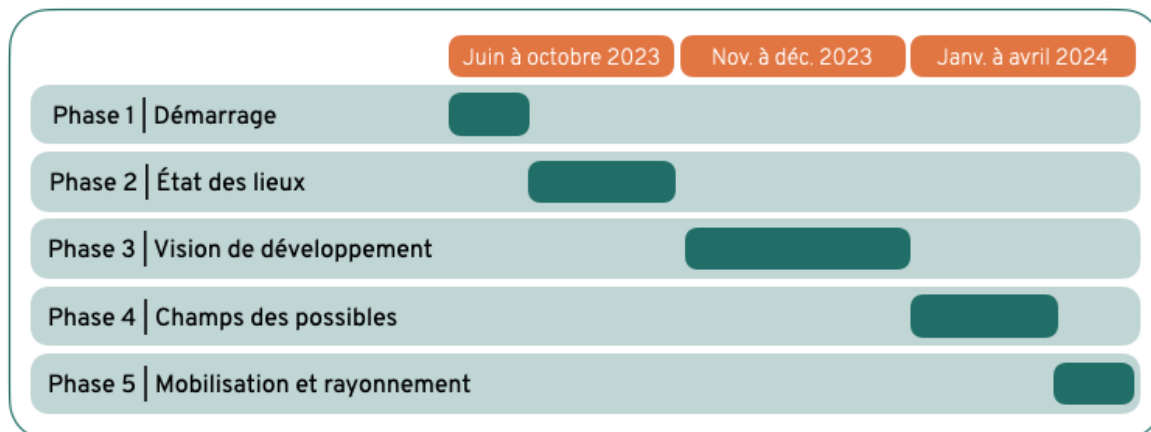 Juin à octobre 2023 Nov. à déc. 2023 Janv. à avril 2024
Phase 1 | Démarrage
Phase 2 | État des lieux
Phase 3 | Vision de développement
Phase 4 | Champs des possibles
Phase 5 | Mobilisation et rayonnement